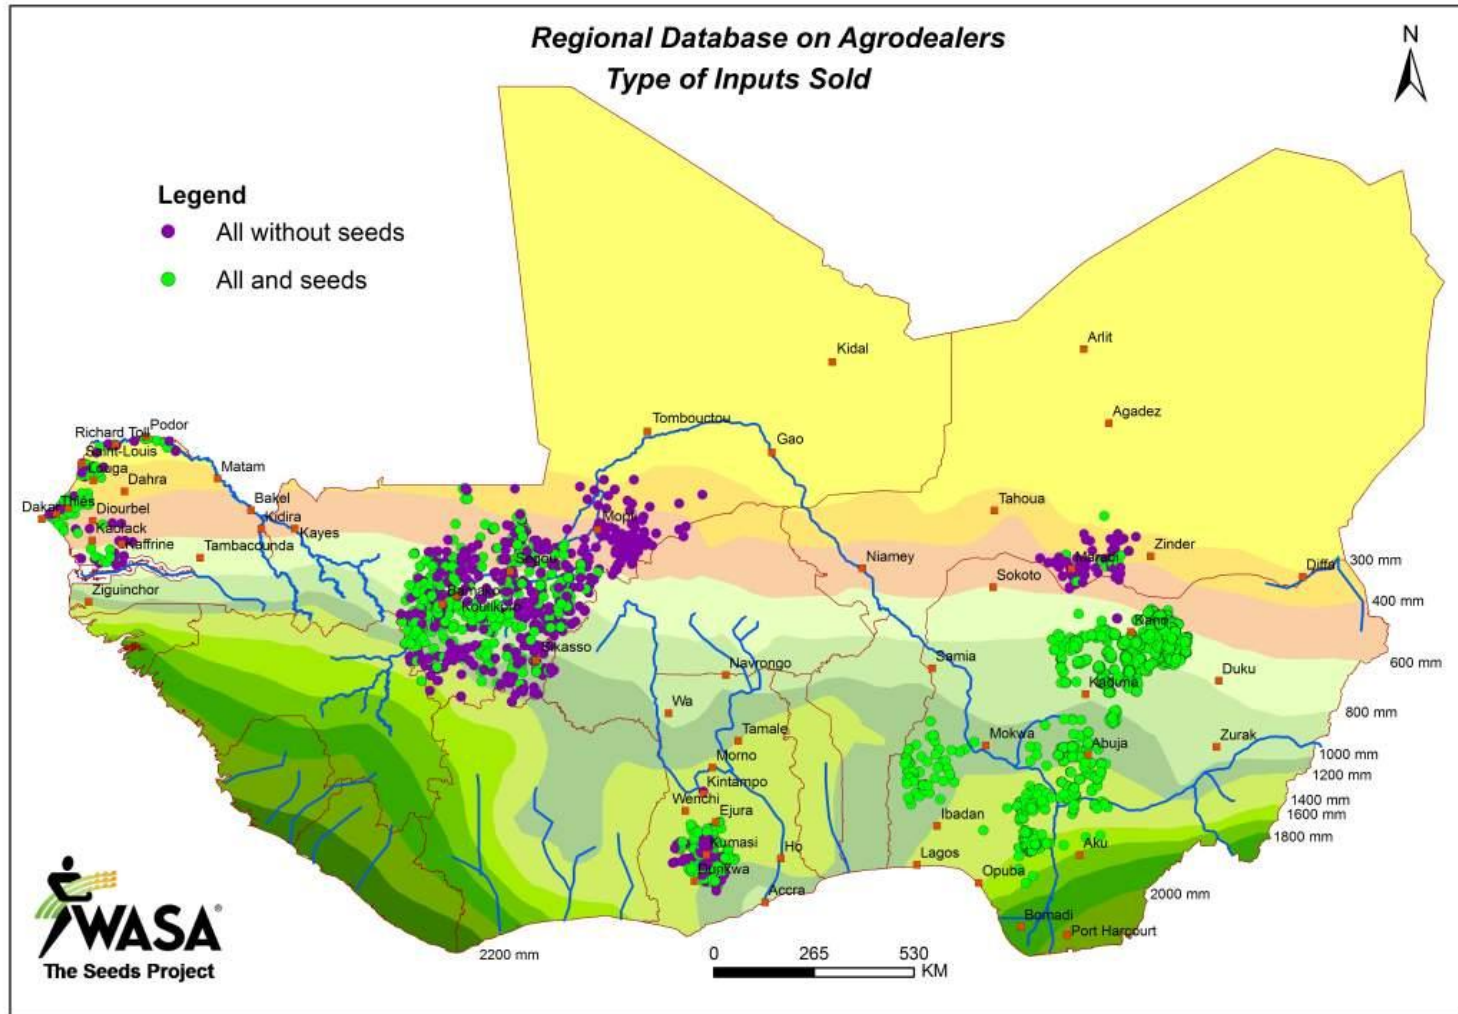 Regional Database on Agrodealers
Type of Inputs Sold
N
Legend
All without seeds
All and seeds
Kidal
Arlit
Agadez
Tombouctou
Gao
Podor
Richard Toll
Saint-Louis
Louga
Dahra
Matam
Dakar
Thies
Diourbel
Bakel
Kidira
Kayes
Kaolack
Kaffrine
Tambacounda
Ziguinchor
Mopti
Segou
Bamako
Koulikoro
Sikasso
Tahoua
Niamey
Maradi
Zinder
Sokoto
Diffa
300 mm
400 mm
Kano
600 mm
Navrongo
Samia
Kaduna
Duku
Wa
800 mm
Tamale
Mokwa
Abuja
Zurak
1000 mm
Morno
1200 mm
Kintampo
Wenchi
Ejura
1400 mm
Ibadan
1600 mm
1800 mm
Kumasi
Ho
Lagos
Aku
Dunkwa
Opuba
Accra
2000 mm
Bomadi
Port Harcourt
WASA®
The Seeds Project
2200 mm
0 265 530
KM